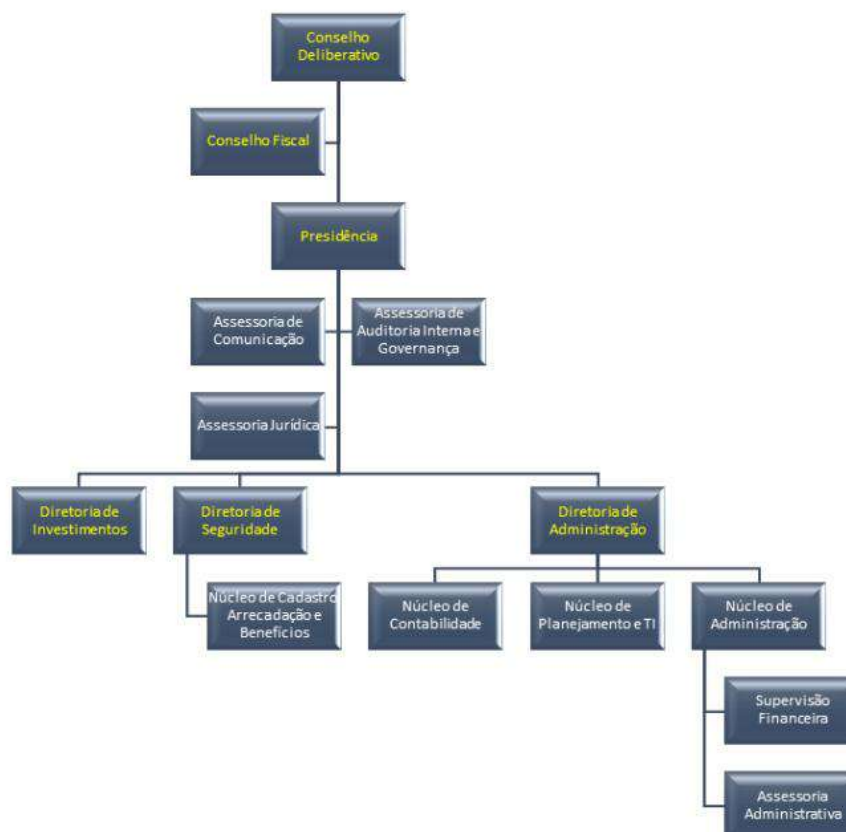 Conselho
Deliberativo
Conselho Fiscal
Presidência
Assessoria de
Comunicação
Assessoria de
Auditoria Interna e
Governança
Assessoria Jurídica
Diretoria de
Investimentos
Diretoria de
Seguridade
Diretoria de
Administração
Núcleo de Cadastro
Arrecadação e
Benefícios
Núcleo de
Contabilidade
Núcleo de
Planejamento e TI
Núcleo de
Administração
Supervisão
Financeira
Assessoria
Administrativa